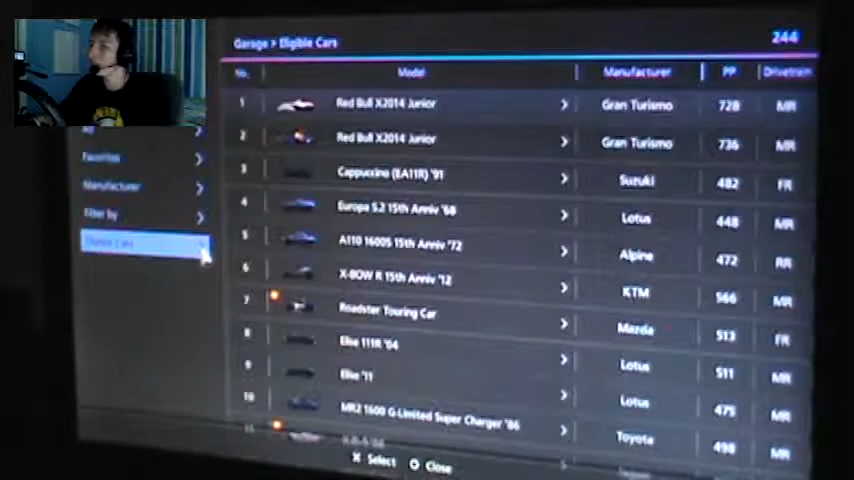 Garage > Eligible Cars 244
No. Model Manufacturer PP Drivetrain
1 Red Bull X2014 Junior Gran Turismo 728 MR
2 Red Bull X2014 Junior Gran Turismo 736 MR
3 Cappuccino (EA11R) '91 Suzuki 482 FR
4 Europa S.2 15th Anniv '68 Lotus 448 MR
5 A110 1600S 15th Anniv '72 Alpine 472 RR
6 X-BOW R 15th Anniv '12 KTM 566 MR
7 Roadster Touring Car Mazda 513 FR
8 Elise 111R '04 Lotus 511 MR
9 Elise '11 Lotus 475 MR
10 MR2 1600 G-Limited Super Charger '86 Toyota 498 MR
All
Favorites
Manufacturer
Filter by
Eligible Cars
Select Close